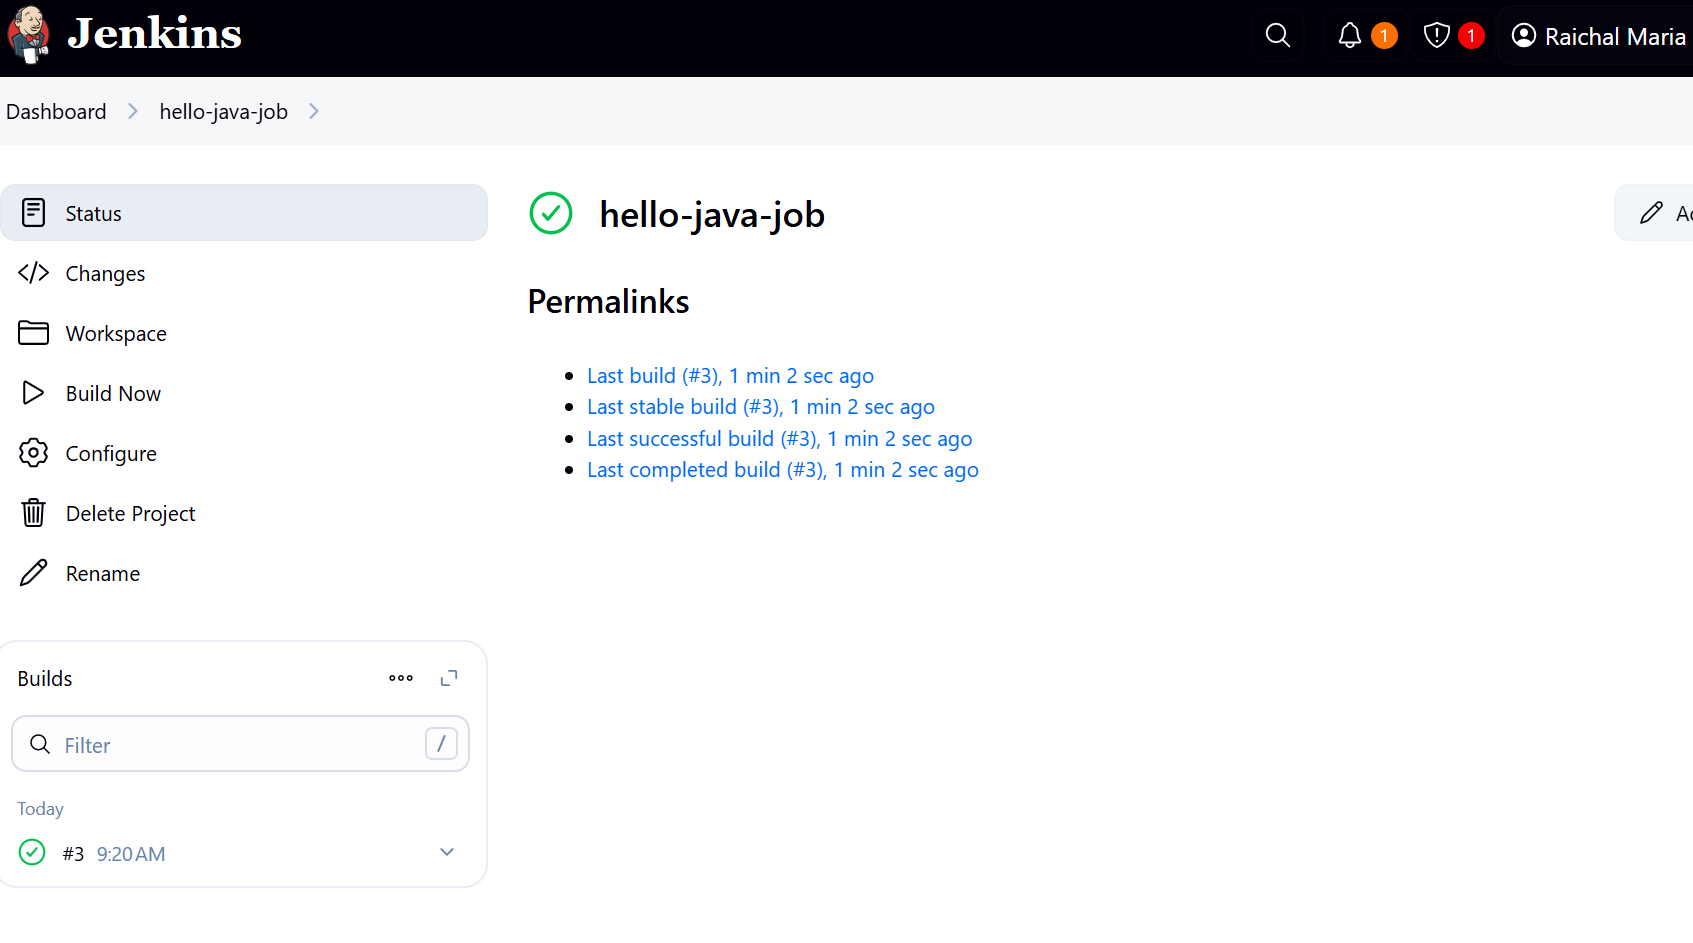 Jenkins
1
1
Raichal Maria
Dashboard
hello-java-job
Status
Changes
Workspace
Build Now
Configure
Delete Project
Rename
hello-java-job
Permalinks
Last build (#3), 1 min 2 sec ago
Last stable build (#3), 1 min 2 sec ago
Last successful build (#3), 1 min 2 sec ago
Last completed build (#3), 1 min 2 sec ago
Builds
Filter
/
Today
#3 9:20 AM